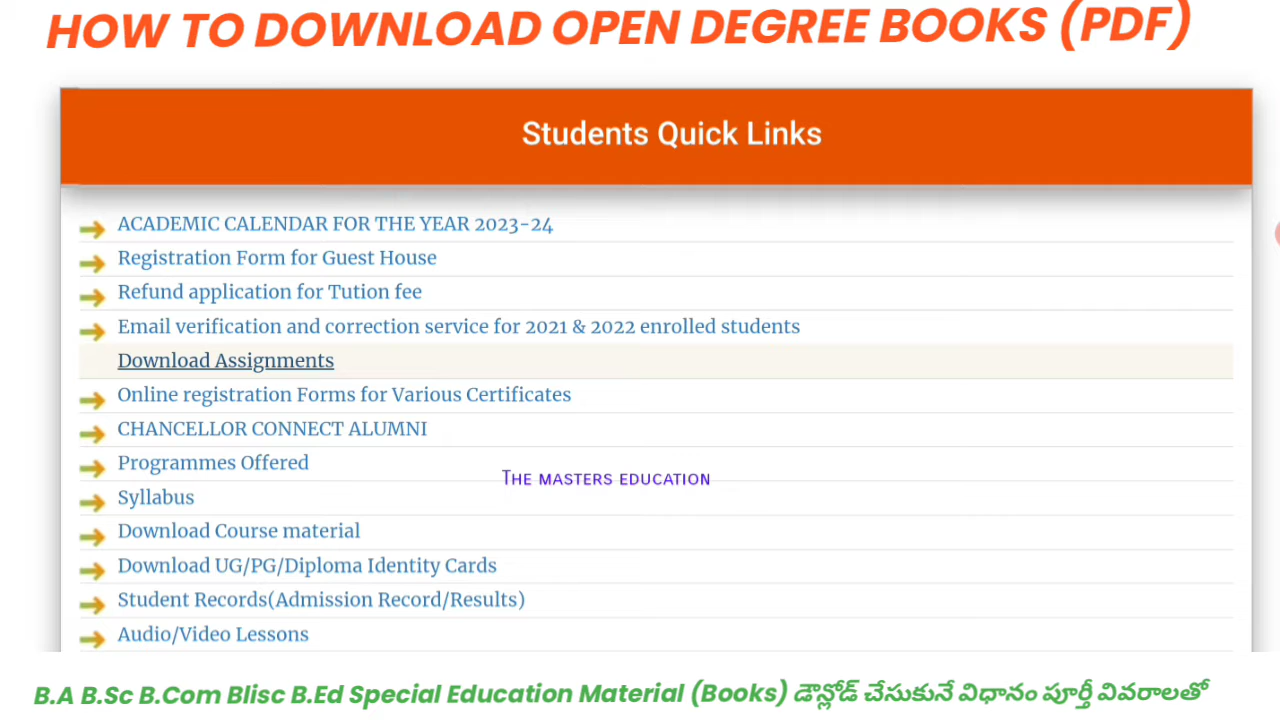 HOW TO DOWNLOAD OPEN DEGREE BOOKS (PDF)
Students Quick Links
ACADEMIC CALENDAR FOR THE YEAR 2023-24
Registration Form for Guest House
Refund application for Tution fee
Email verification and correction service for 2021 & 2022 enrolled students
Download Assignments
Online registration Forms for Various Certificates
CHANCELLOR CONNECT ALUMNI
Programmes Offered
The masters education
Syllabus
Download Course material
Download UG/PG/Diploma Identity Cards
Student Records(Admission Record/Results)
Audio/Video Lessons
B.A B.Sc B.Com Blisc B.Ed Special Education Material (Books) డౌన్లోడ్ చేసుకునే విధానం పూర్తీ వివరాలతో